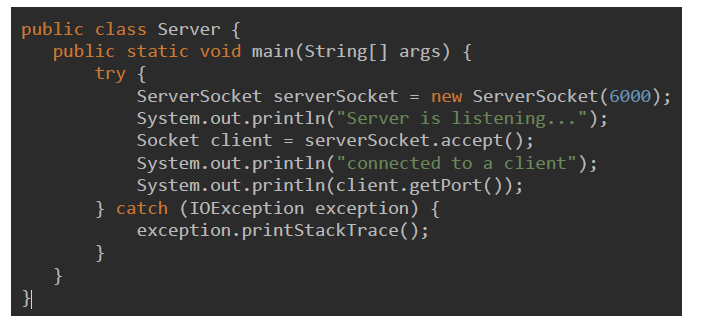 public class Server {
public static void main(String[] args) {
try {
ServerSocket serverSocket = new ServerSocket(6000);
System.out.println("Server is listening...");
Socket client = serverSocket.accept();
System.out.println("connected to a client");
System.out.println(client.getPort());
} catch (IOException exception) {
exception.printStackTrace();
}
}
}